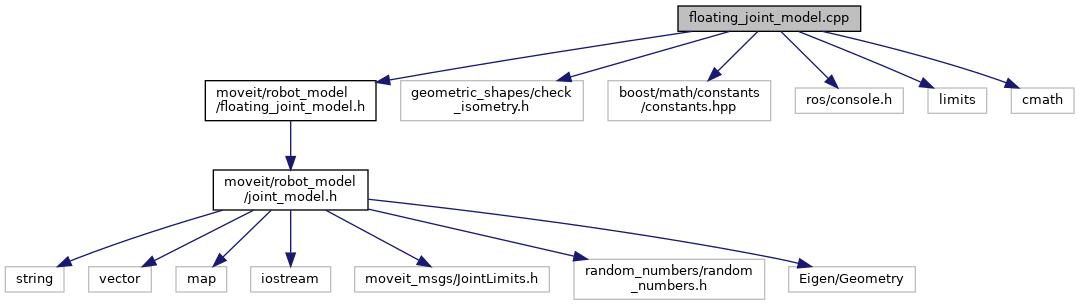 floating_joint_model.cpp
moveit/robot_model
/floating_joint_model.h
geometric_shapes/check
_isometry.h
boost/math/constants
/constants.hpp
ros/console.h
limits
cmath
moveit/robot_model
/joint_model.h
string
vector
map
iostream
moveit_msgs/JointLimits.h
random_numbers/random
_numbers.h
Eigen/Geometry